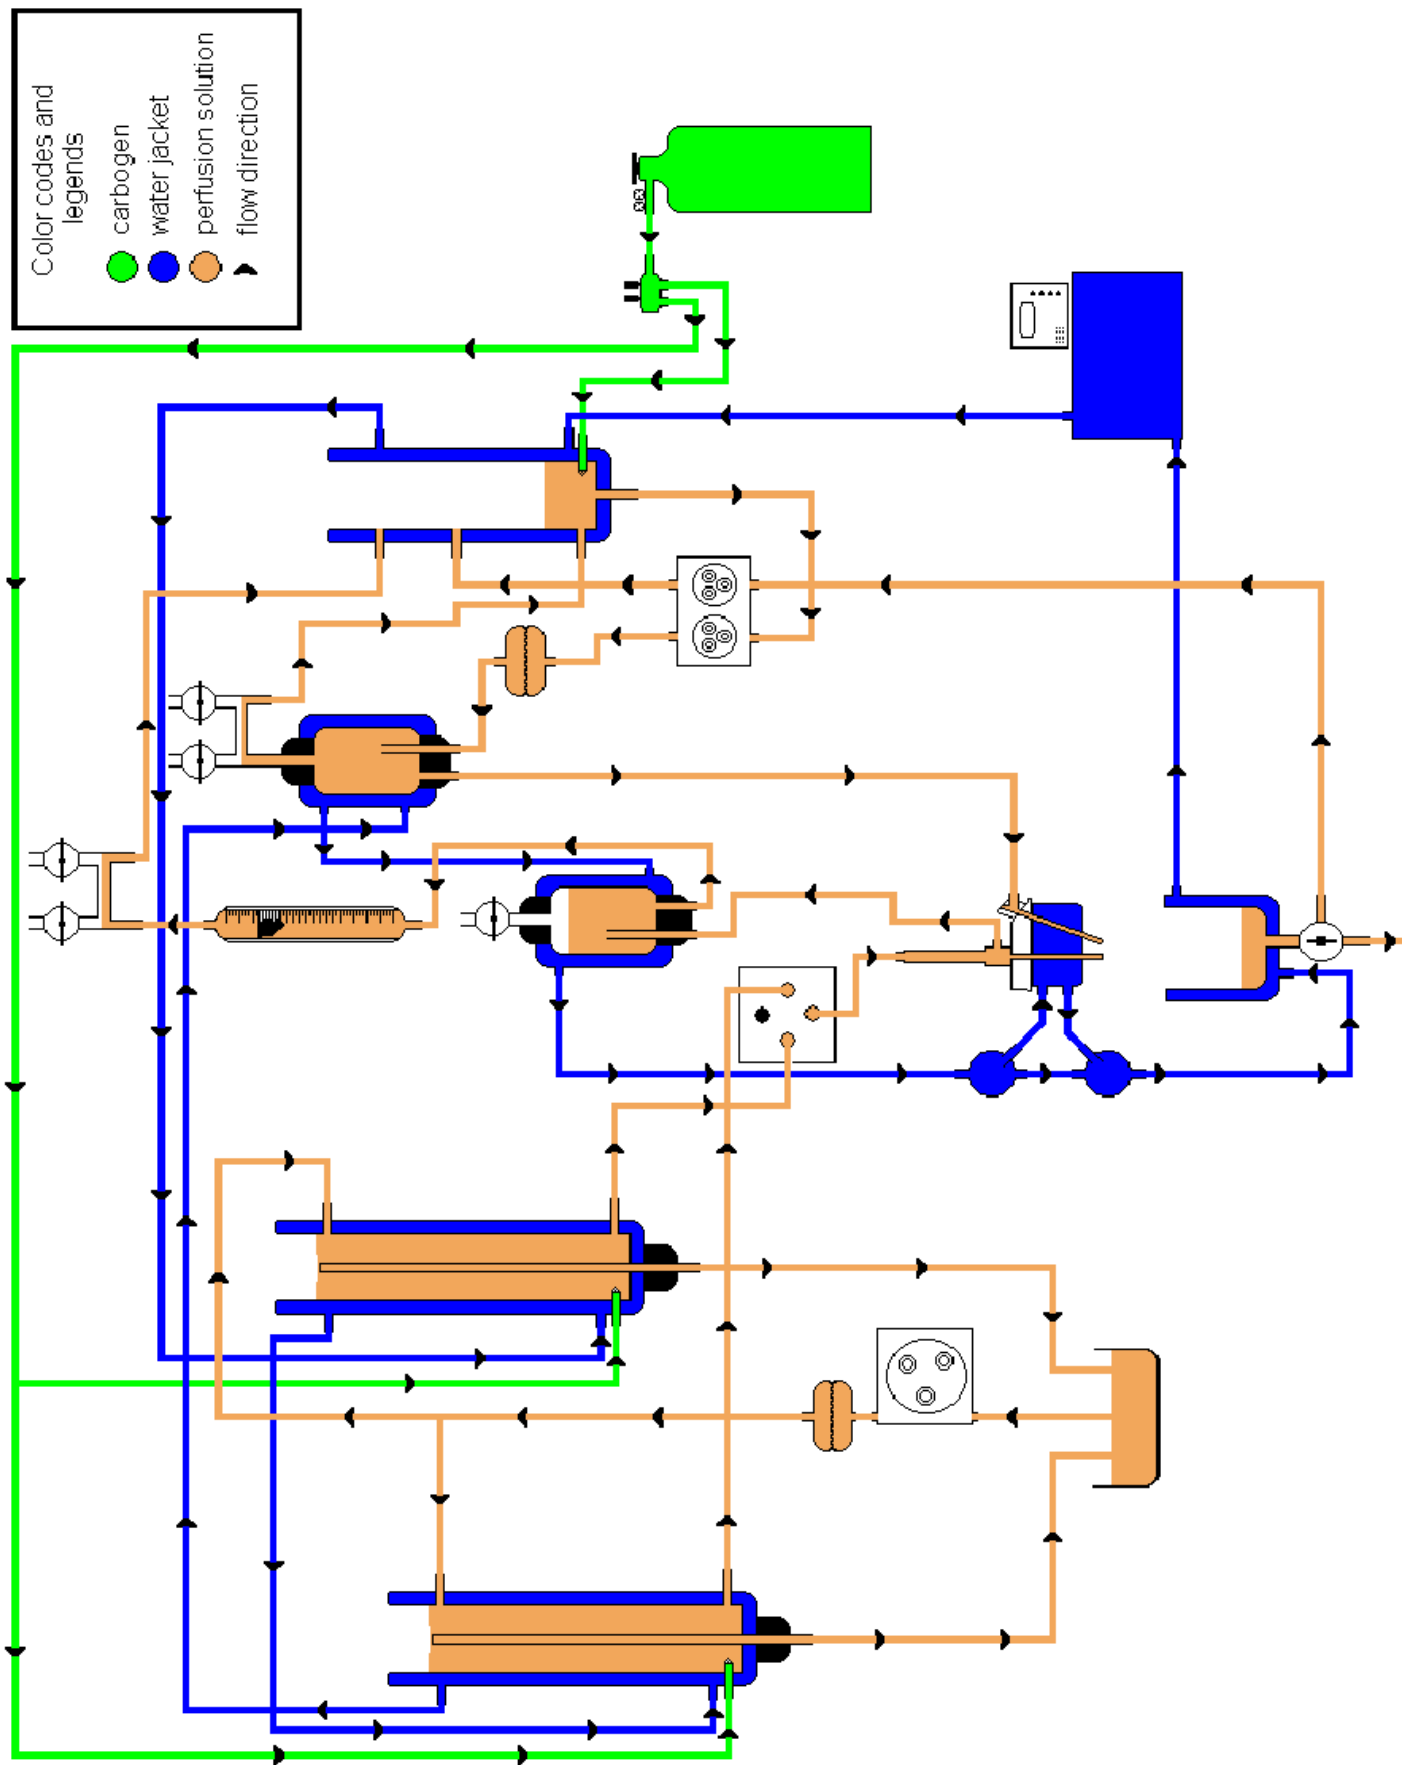 Color codes and
legends
carbogen
water jacket
perfusion solution
flow direction